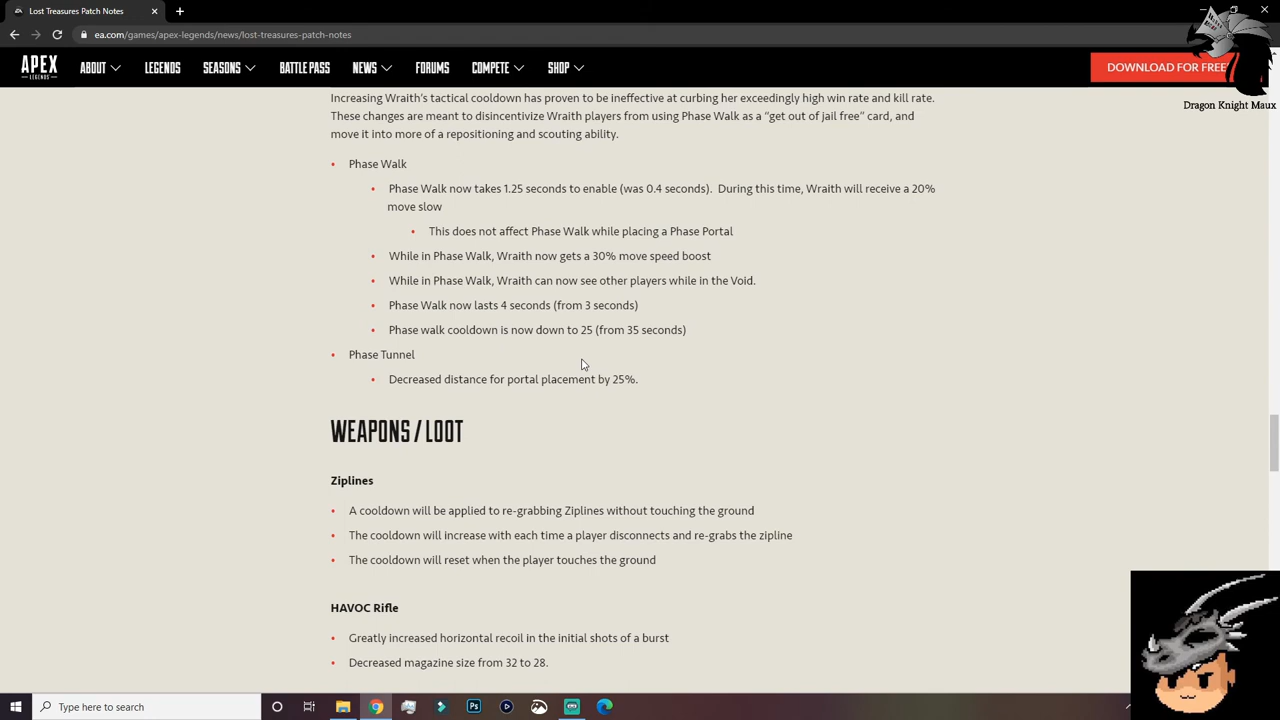 Lost Treasures Patch Notes
ea.com/games/apex-legends/news/lost-treasures-patch-notes
APEX
LEGENDS
ABOUT
LEGENDS
SEASONS
BATTLE PASS
NEWS
FORUMS
COMPETE
SHOP
DOWNLOAD FOR FREE
Dragon Knight Maux
Increasing Wraith's tactical cooldown has proven to be ineffective at curbing her exceedingly high win rate and kill rate.
These changes are meant to disincentivize Wraith players from using Phase Walk as a “get out of jail free” card, and
move it into more of a repositioning and scouting ability.
• Phase Walk
• Phase Walk now takes 1.25 seconds to enable (was 0.4 seconds). During this time, Wraith will receive a 20%
move slow
• This does not affect Phase Walk while placing a Phase Portal
• While in Phase Walk, Wraith now gets a 30% move speed boost
• While in Phase Walk, Wraith can now see other players while in the Void.
• Phase Walk now lasts 4 seconds (from 3 seconds)
• Phase walk cooldown is now down to 25 (from 35 seconds)
• Phase Tunnel
• Decreased distance for portal placement by 25%.
WEAPONS / LOOT
Ziplines
• A cooldown will be applied to re-grabbing Ziplines without touching the ground
• The cooldown will increase with each time a player disconnects and re-grabs the zipline
• The cooldown will reset when the player touches the ground
HAVOC Rifle
• Greatly increased horizontal recoil in the initial shots of a burst
• Decreased magazine size from 32 to 28.
Type here to search
Ps